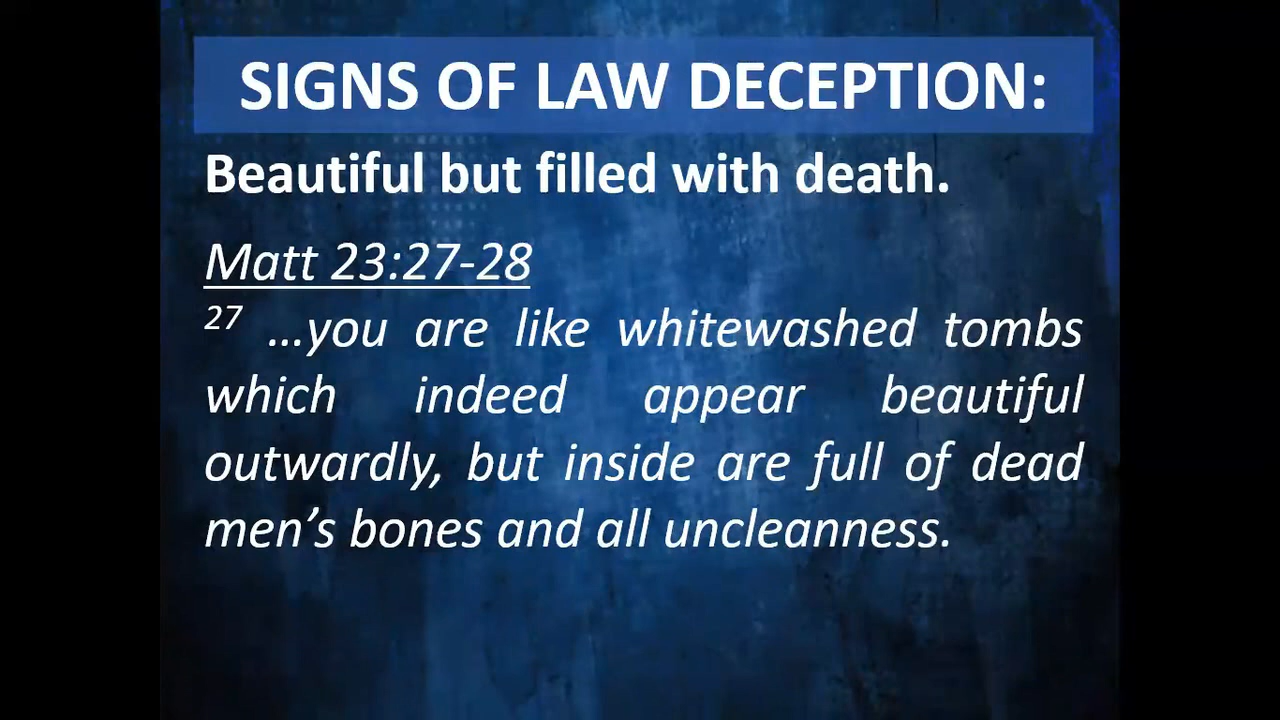 SIGNS OF LAW DECEPTION:
Beautiful but filled with death.
Matt 23:27-28
27 …you are like whitewashed tombs
which indeed appear beautiful
outwardly, but inside are full of dead
men’s bones and all uncleanness.